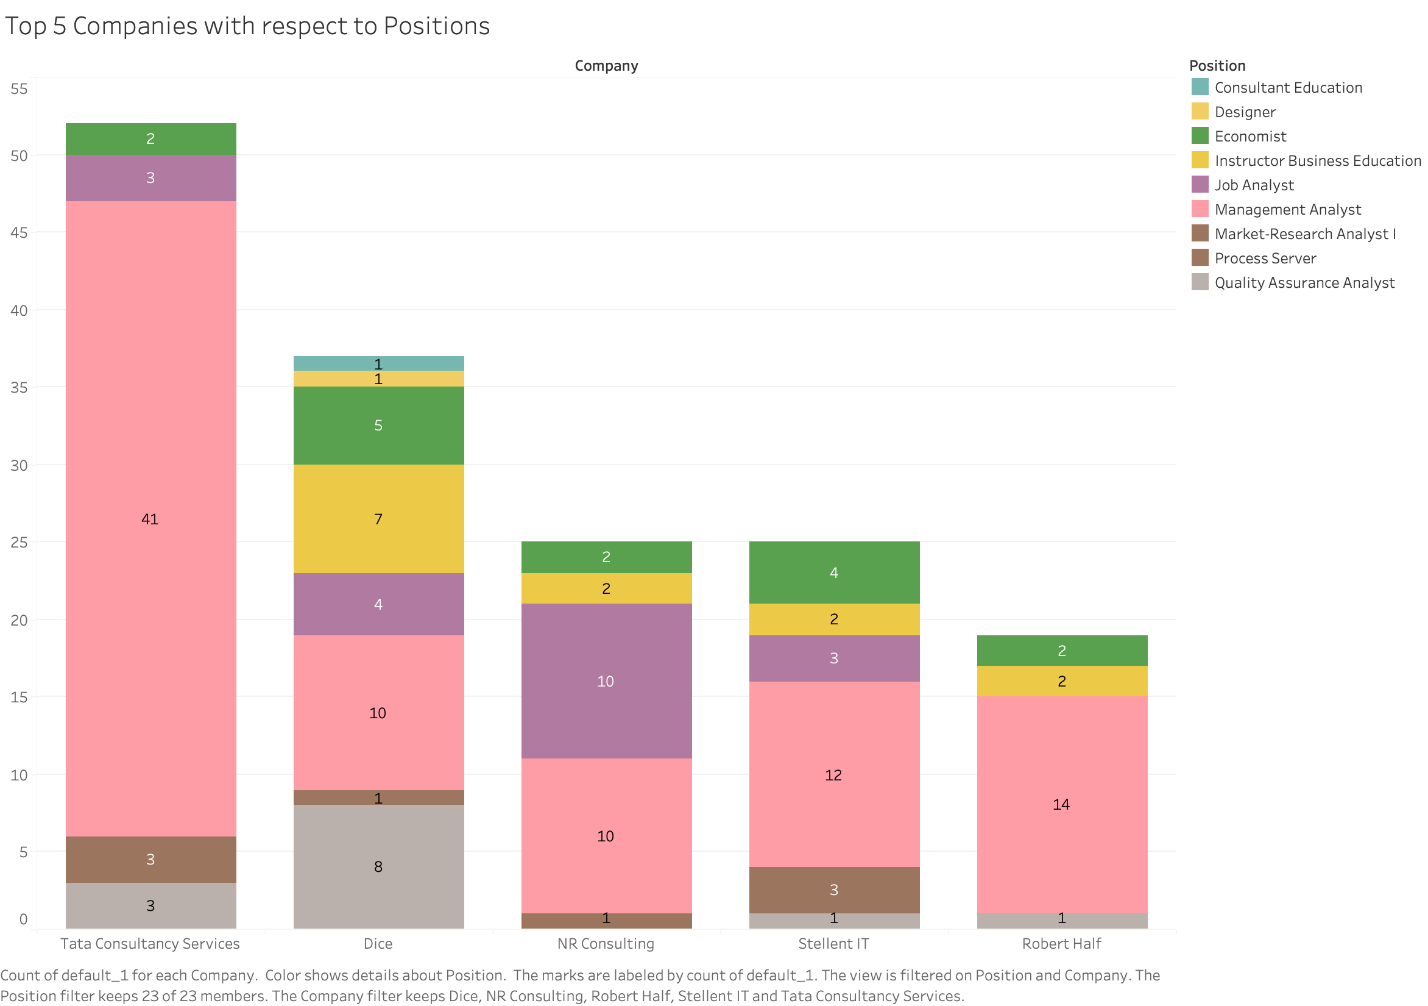 Top 5 Companies with respect to Positions
Company
55
50
45
40
35
30
25
20
15
10
5
0
2
3
41
3
3
1
1
5
7
4
10
1
8
2
2
10
10
1
4
2
3
12
3
1
2
2
14
1
Tata Consultancy Services
Dice
NR Consulting
Stellent IT
Robert Half
Position
Consultant Education
Designer
Economist
Instructor Business Education
Job Analyst
Management Analyst
Market-Research Analyst I
Process Server
Quality Assurance Analyst
Count of default_1 for each Company.  Color shows details about Position.  The marks are labeled by count of default_1. The view is filtered on Position and Company. The
Position filter keeps 23 of 23 members. The Company filter keeps Dice, NR Consulting, Robert Half, Stellent IT and Tata Consultancy Services.